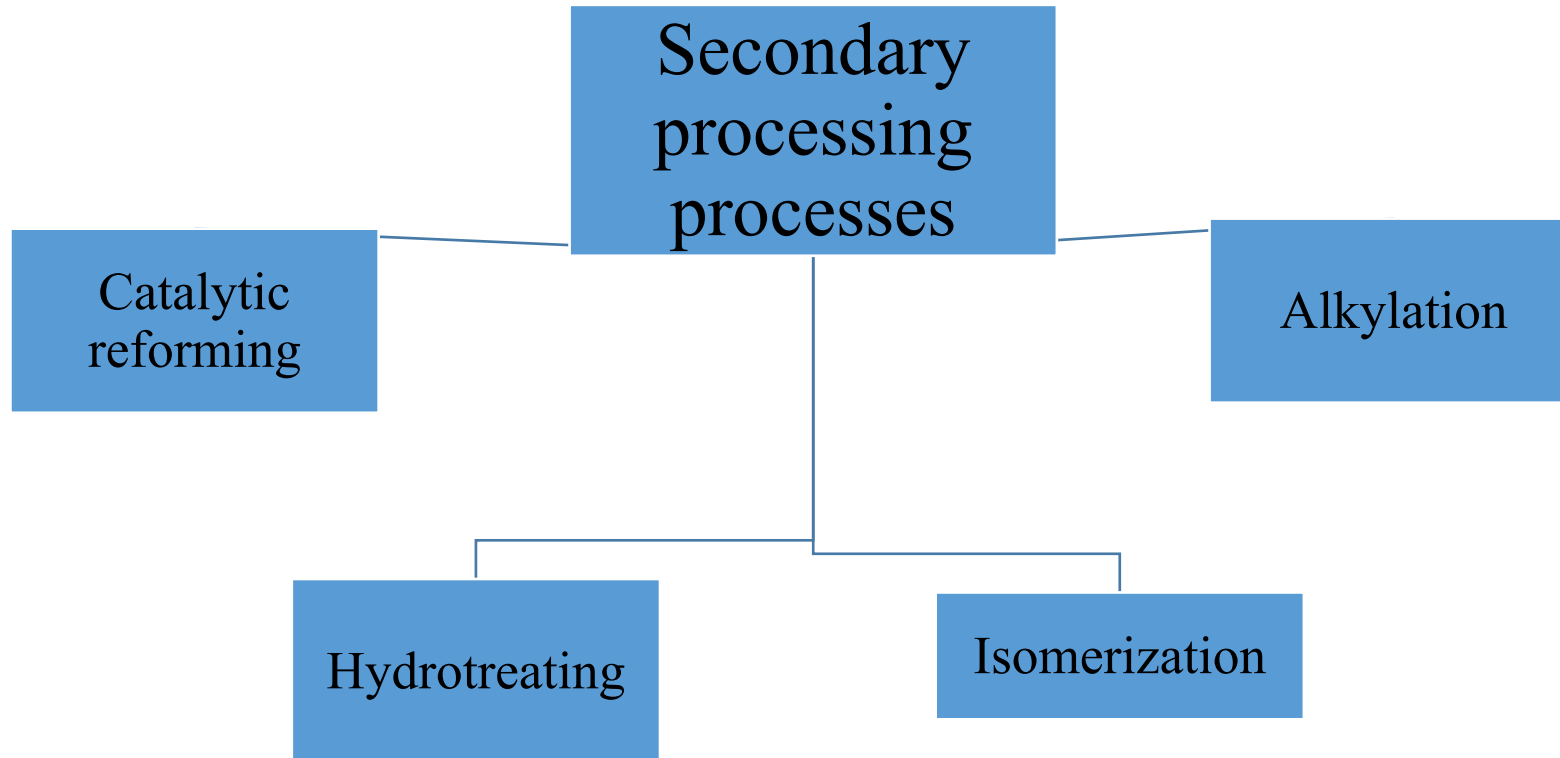 Secondary
processing
processes
Catalytic
reforming
Alkylation
Hydrotreating
Isomerization